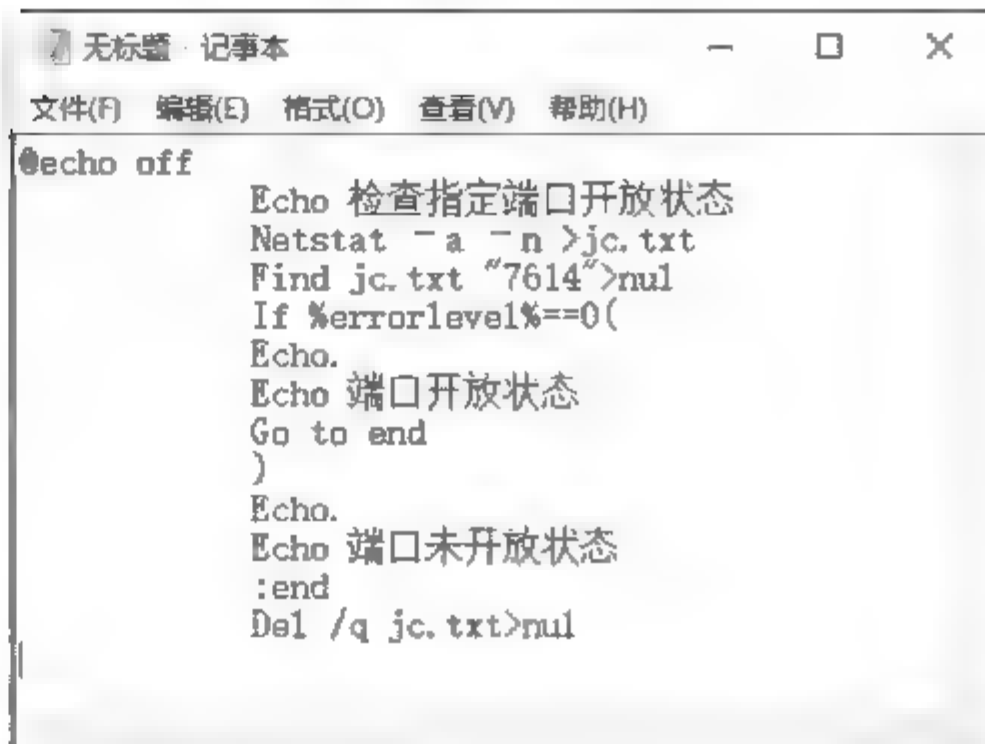 无标题 - 记事本
文件(F) 编辑(E) 格式(O) 查看(V) 帮助(H)
@echo off
Echo 检查指定端口开放状态
Netstat －a －n >jc.txt
Find jc.txt “7614”>nul
If %errorlevel%==0(
Echo.
Echo 端口开放状态
Go to end
)
Echo.
Echo 端口未开放状态
:end
Del /q jc.txt>nul